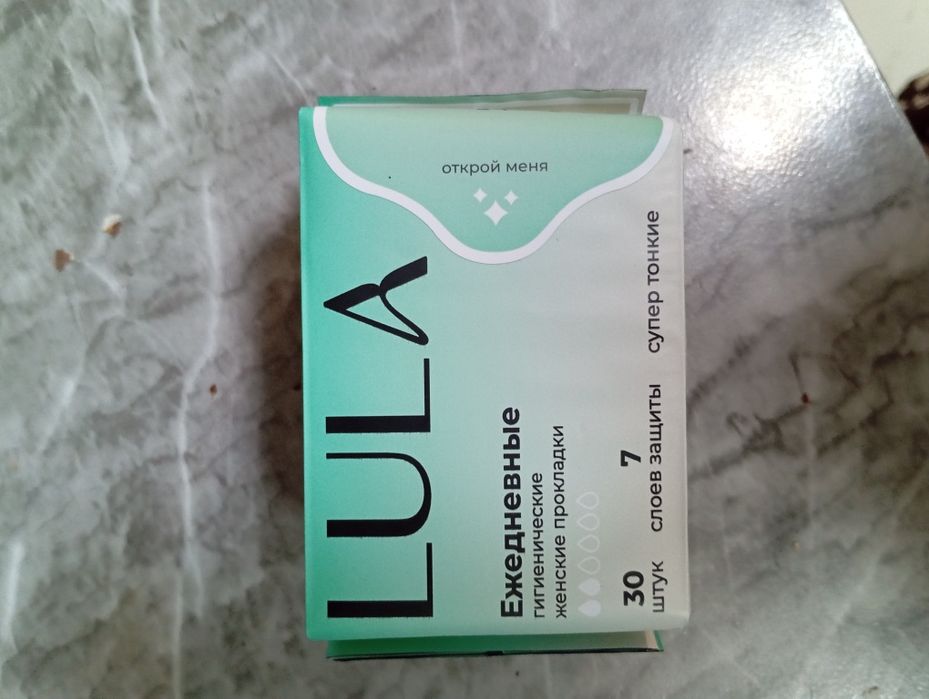 открой меня
LULA
Ежедневные
гигиенические
женские прокладки
30
штук
7
слоев защиты
супер тонкие